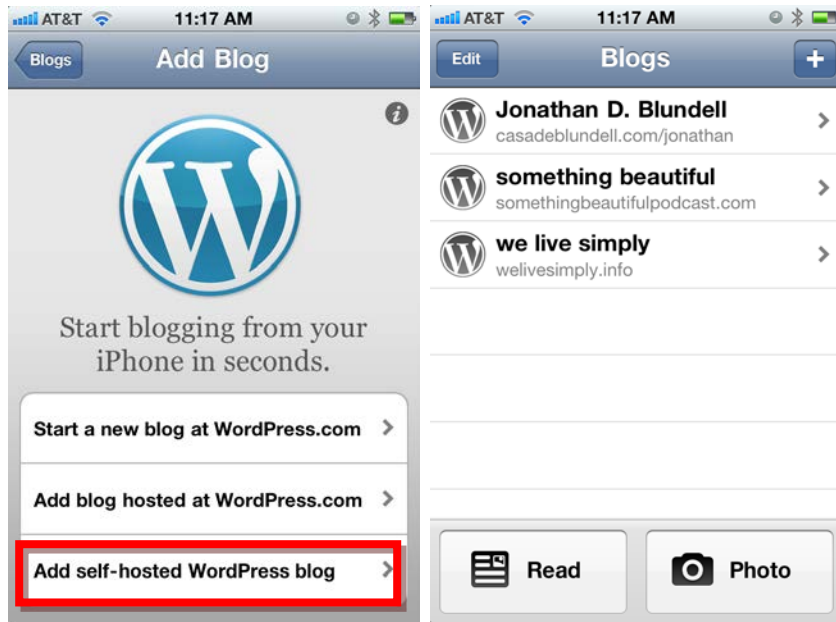 AT&T 11:17 AM
Blogs Add Blog
Start blogging from your
iPhone in seconds.
Start a new blog at WordPress.com
Add blog hosted at WordPress.com
Add self-hosted WordPress blog
AT&T 11:17 AM
Edit Blogs +
Jonathan D. Blundell
casadeblundell.com/jonathan
something beautiful
somethingbeautifulpodcast.com
we live simply
welivesimply.info
Read Photo